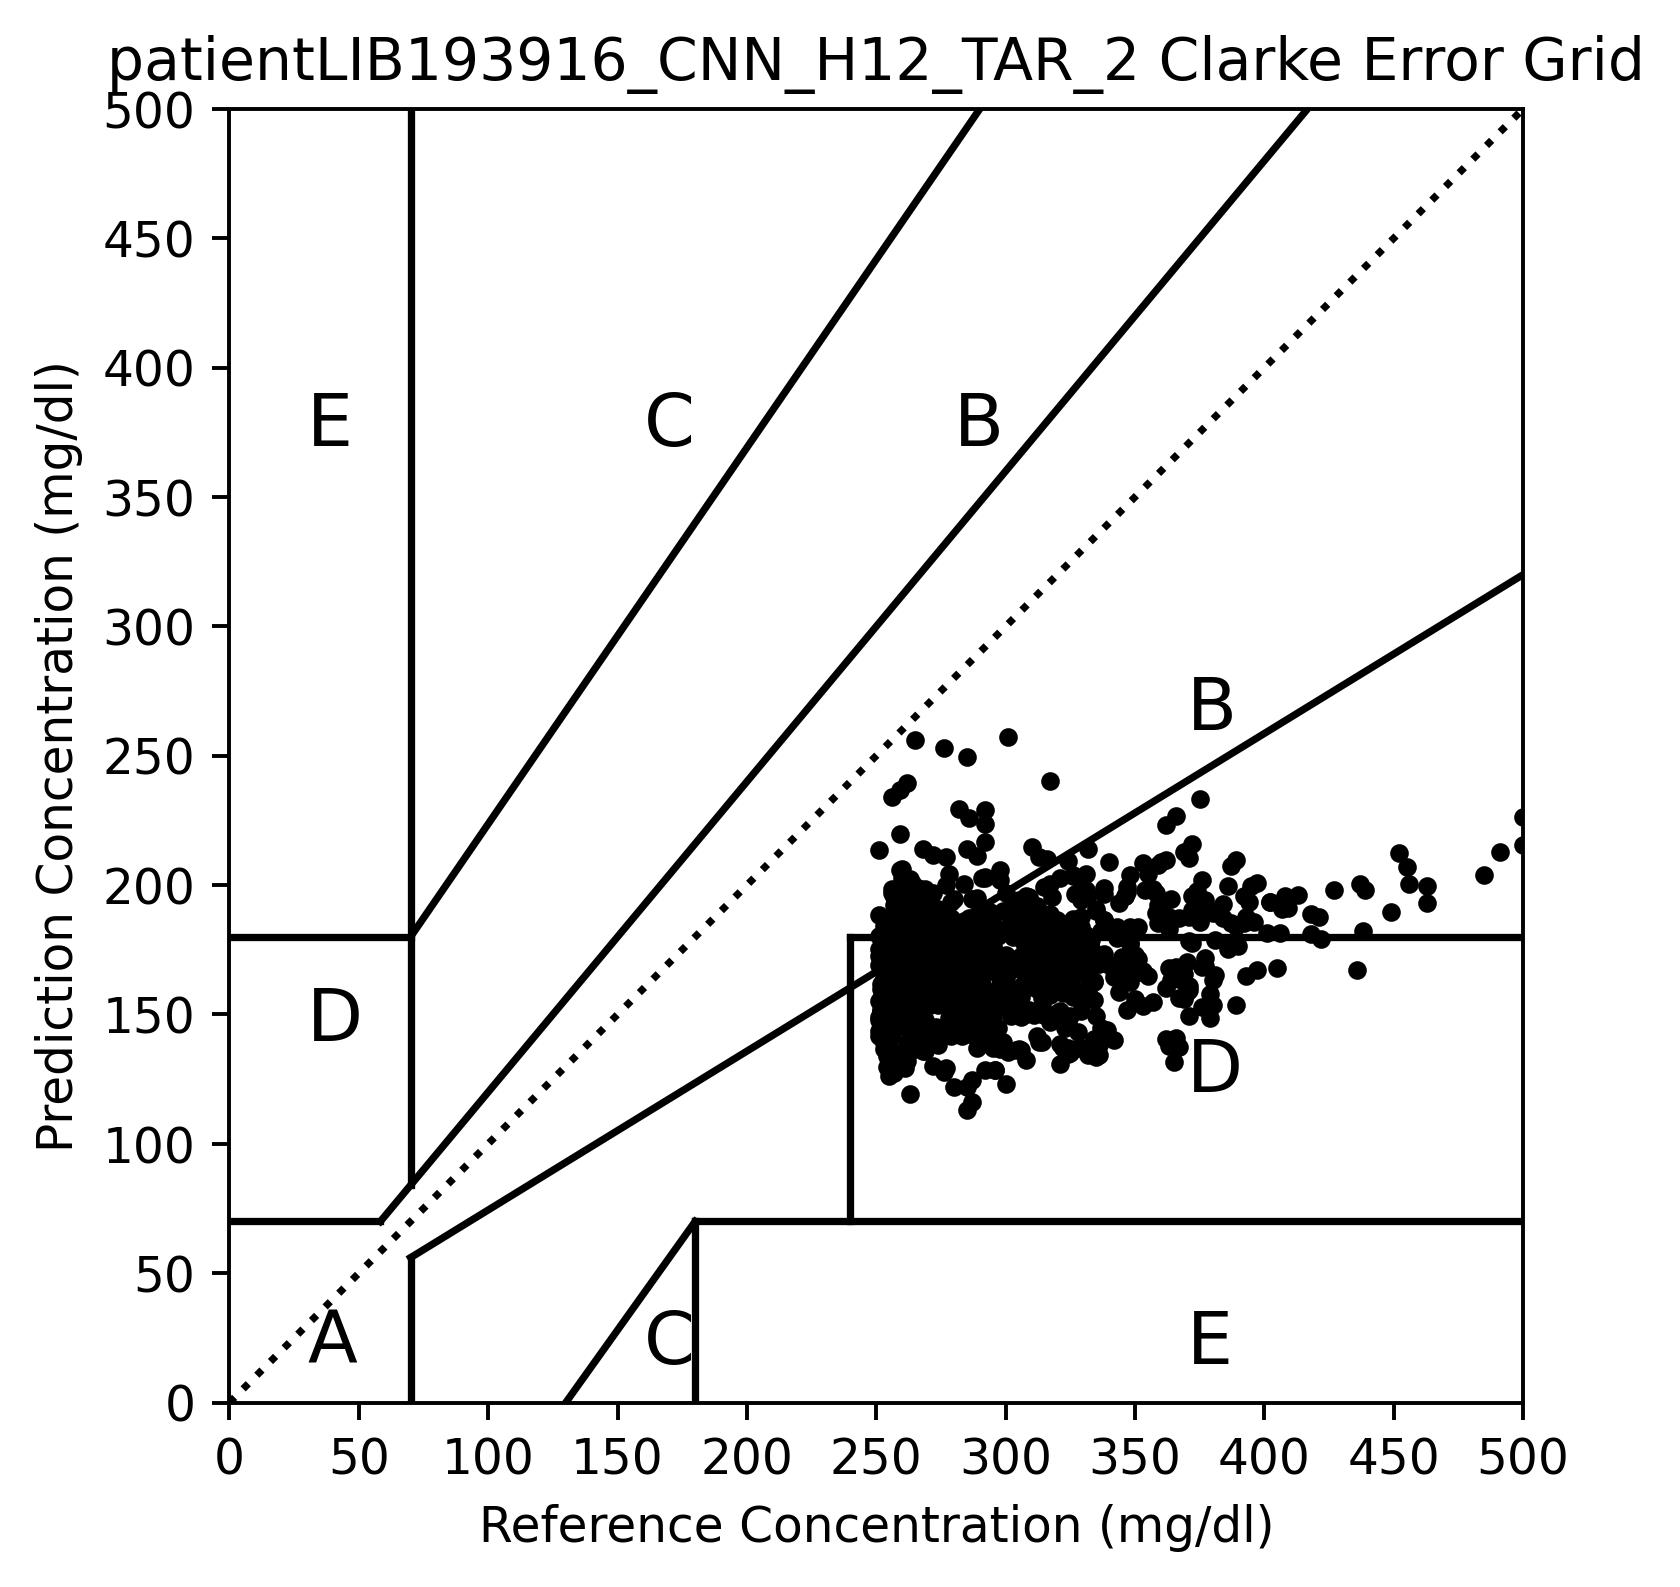 patientLIB193916_CNN_H12_TAR_2 Clarke Error Grid
500
450
400
350
300
250
200
150
100
50
0
Prediction Concentration (mg/dl)
E
C
B
B
D
D
A
C
E
0 50 100 150 200 250 300 350 400 450 500
Reference Concentration (mg/dl)